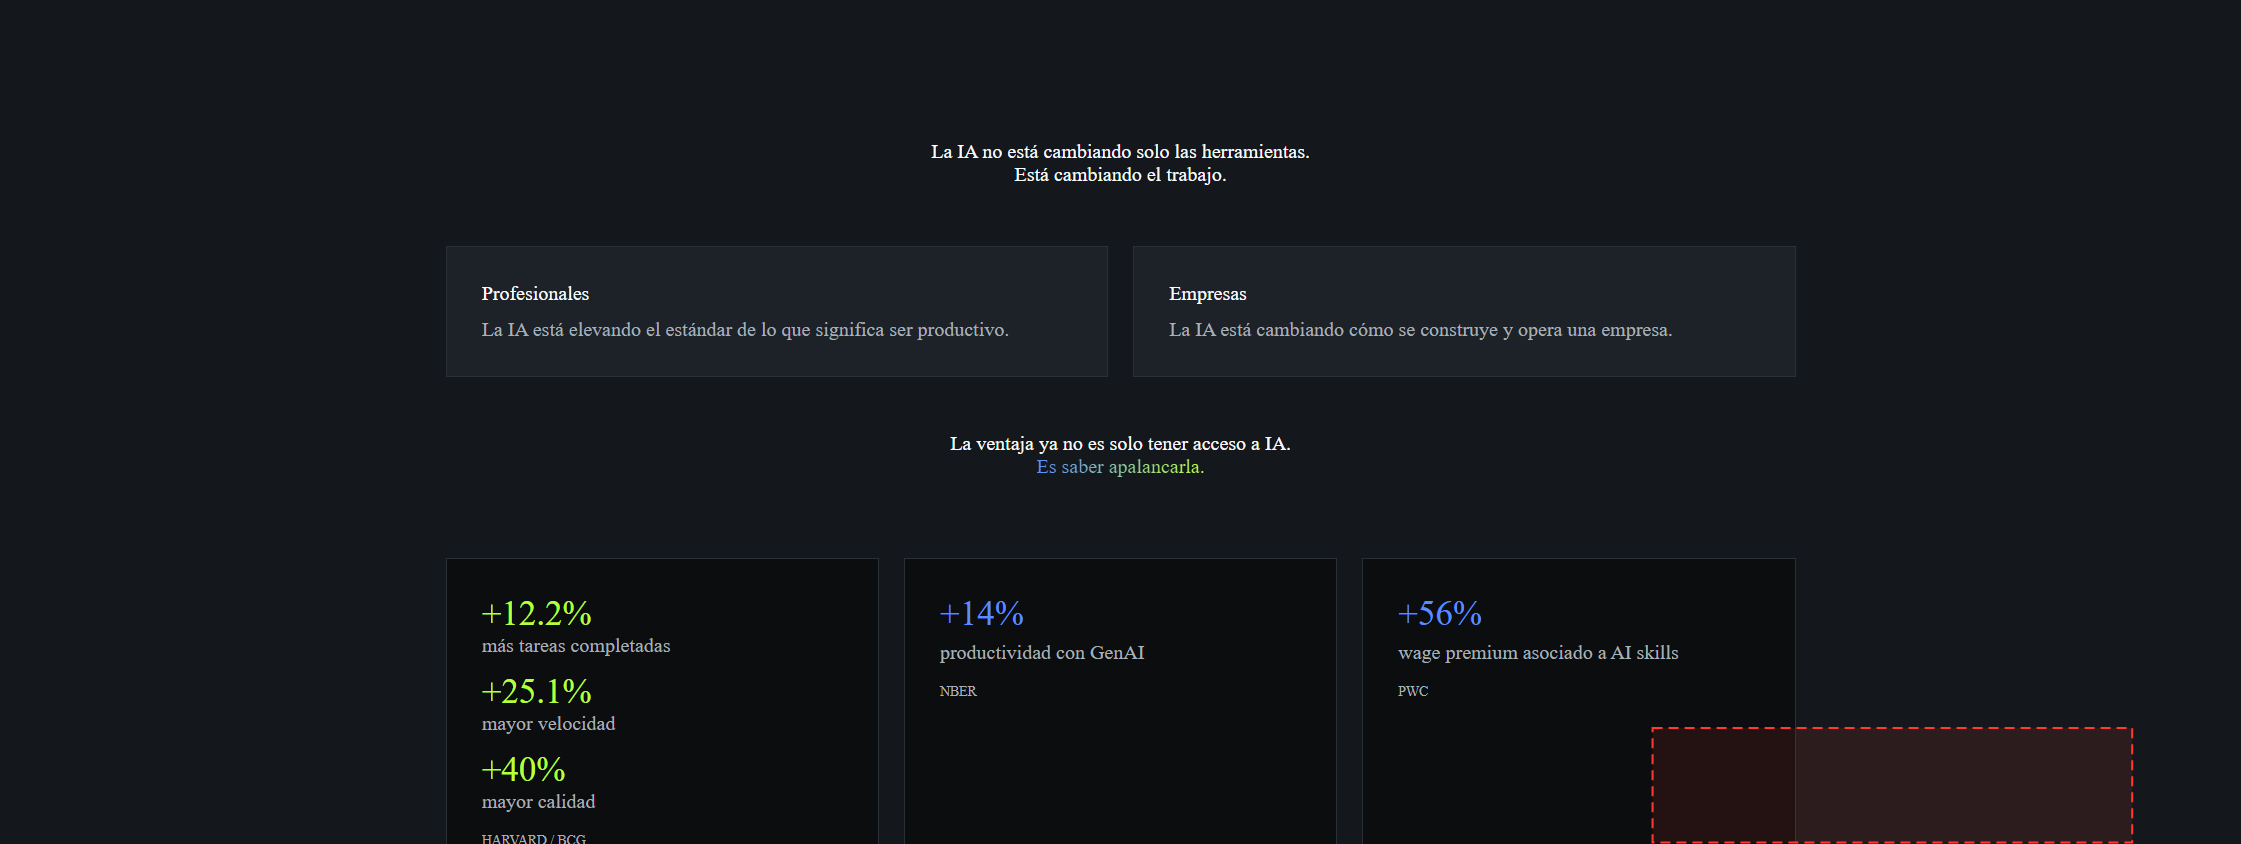 La IA no está cambiando solo las herramientas.
Está cambiando el trabajo.
Profesionales
La IA está elevando el estándar de lo que significa ser productivo.
Empresas
La IA está cambiando cómo se construye y opera una empresa.
La ventaja ya no es solo tener acceso a IA.
Es saber apalancarla.
+12.2%
más tareas completadas
+25.1%
mayor velocidad
+40%
mayor calidad
HARVARD / BCG
+14%
productividad con GenAI
NBER
+56%
wage premium asociado a AI skills
PWC